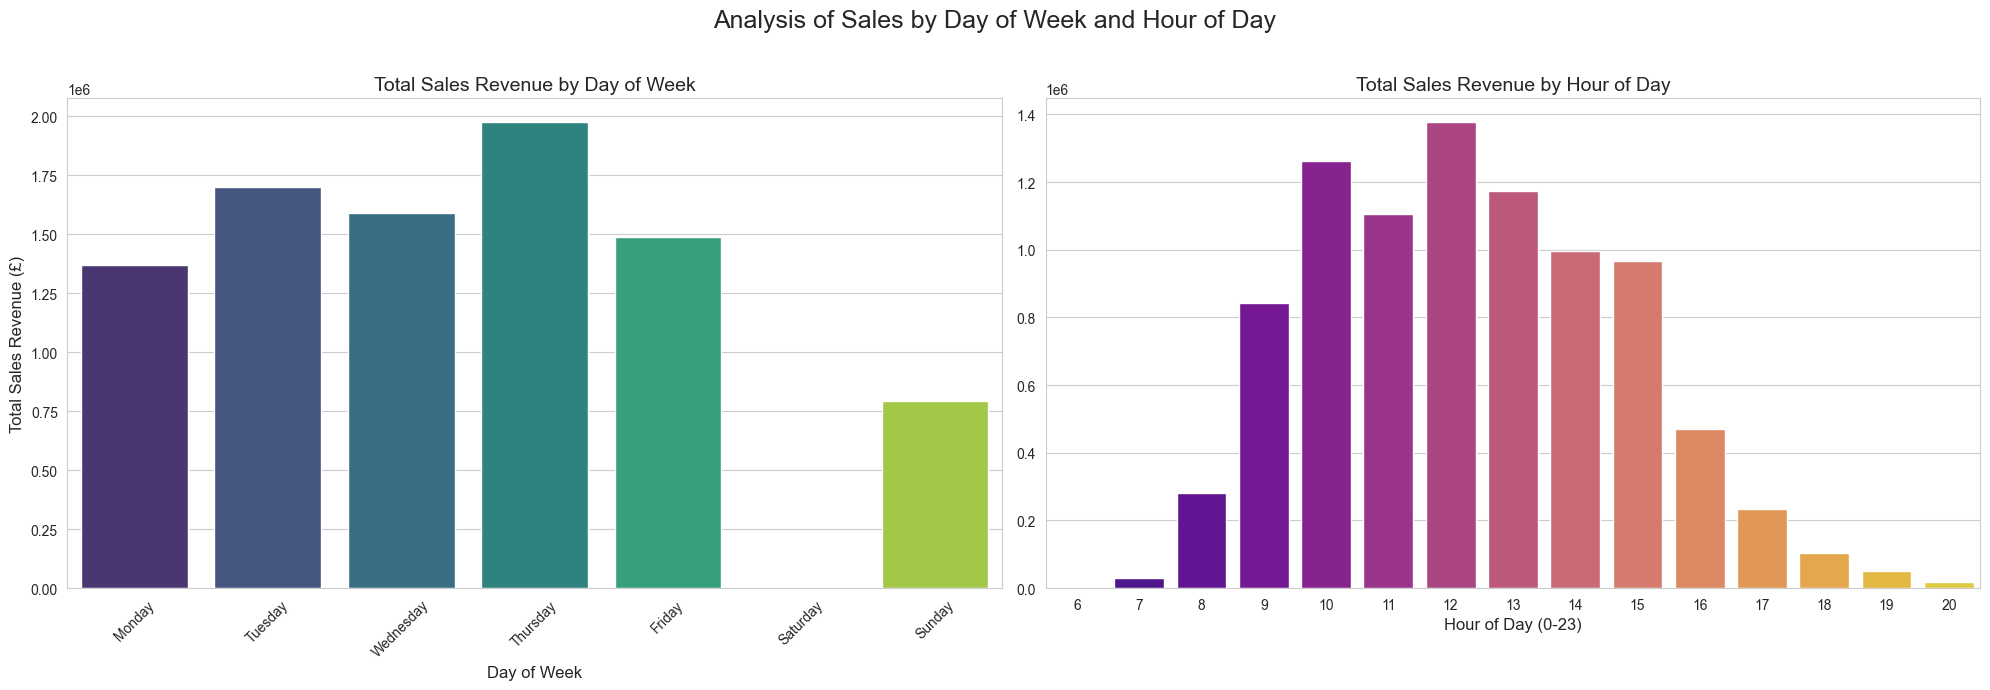 Analysis of Sales by Day of Week and Hour of Day
Total Sales Revenue by Day of Week
1e6
2.00
1.75
1.50
1.25
1.00
0.75
0.50
0.25
0.00
Total Sales Revenue (£)
Monday
Tuesday
Wednesday
Thursday
Friday
Saturday
Sunday
Day of Week
Total Sales Revenue by Hour of Day
1e6
1.4
1.2
1.0
0.8
0.6
0.4
0.2
0.0
6 7 8 9 10 11 12 13 14 15 16 17 18 19 20
Hour of Day (0-23)